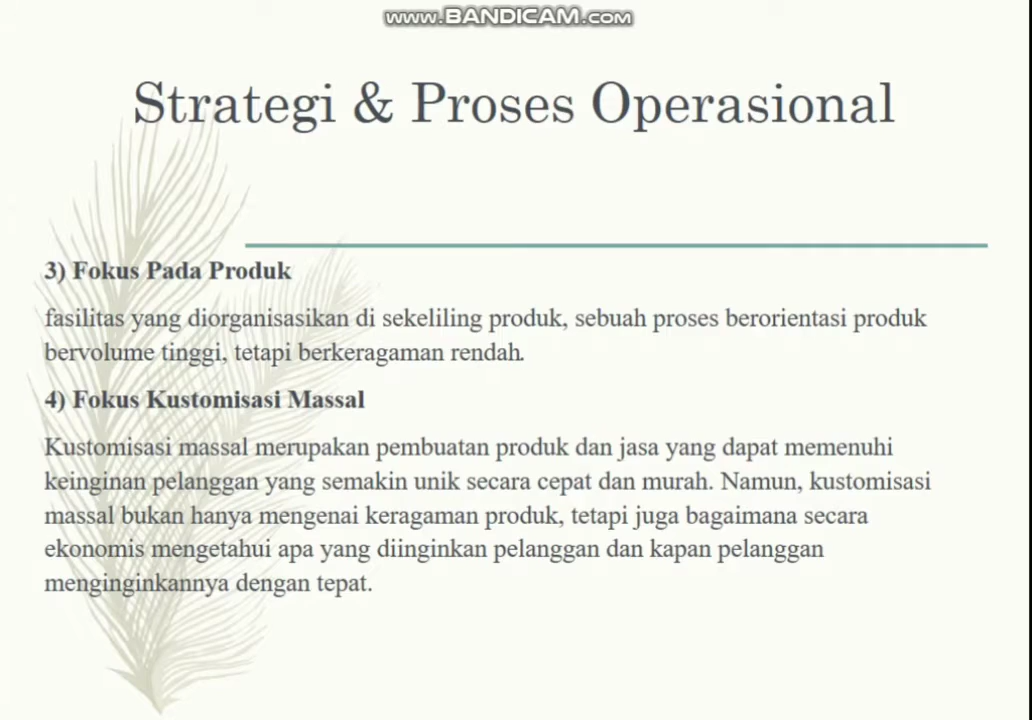 www.BANDICAM.com
Strategi & Proses Operasional
3) Fokus Pada Produk
fasilitas yang diorganisasikan di sekeliling produk, sebuah proses berorientasi produk
bervolume tinggi, tetapi berkeragaman rendah.
4) Fokus Kustomisasi Massal
Kustomisasi massal merupakan pembuatan produk dan jasa yang dapat memenuhi
keinginan pelanggan yang semakin unik secara cepat dan murah. Namun, kustomisasi
massal bukan hanya mengenai keragaman produk, tetapi juga bagaimana secara
ekonomis mengetahui apa yang diinginkan pelanggan dan kapan pelanggan
menginginkannya dengan tepat.